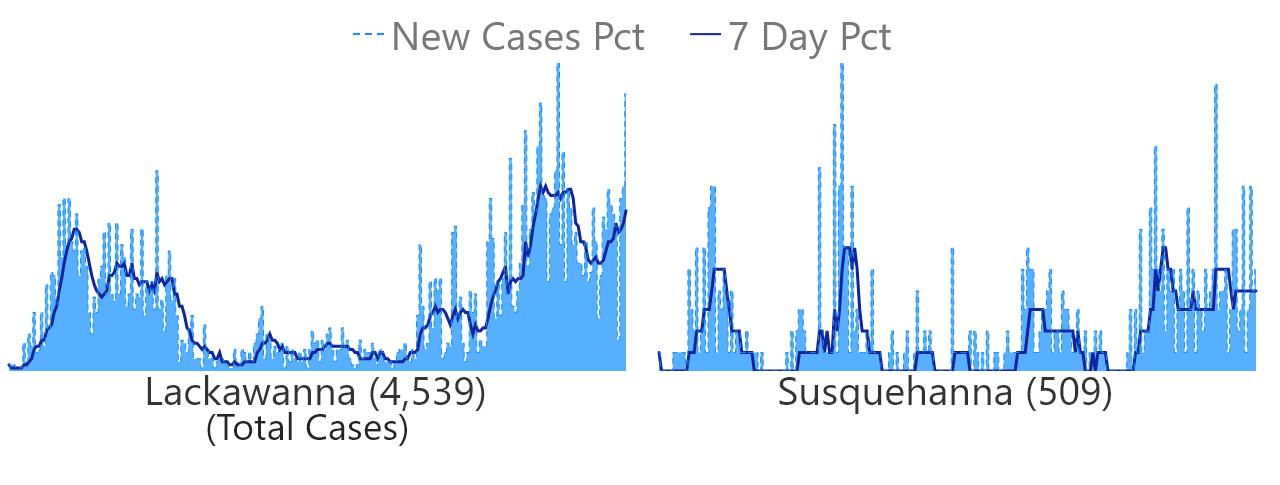 New Cases Pct 7 Day Pct
Lackawanna (4,539)
(Total Cases)
Susquehanna (509)